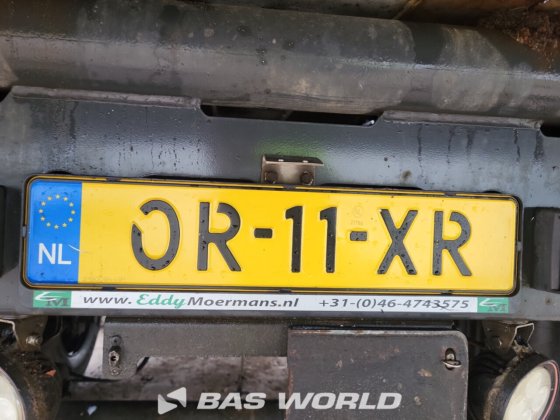 NL OR-11-XR
www.EddyMoermans.nl +31-(0)46-4743575
BAS WORLD